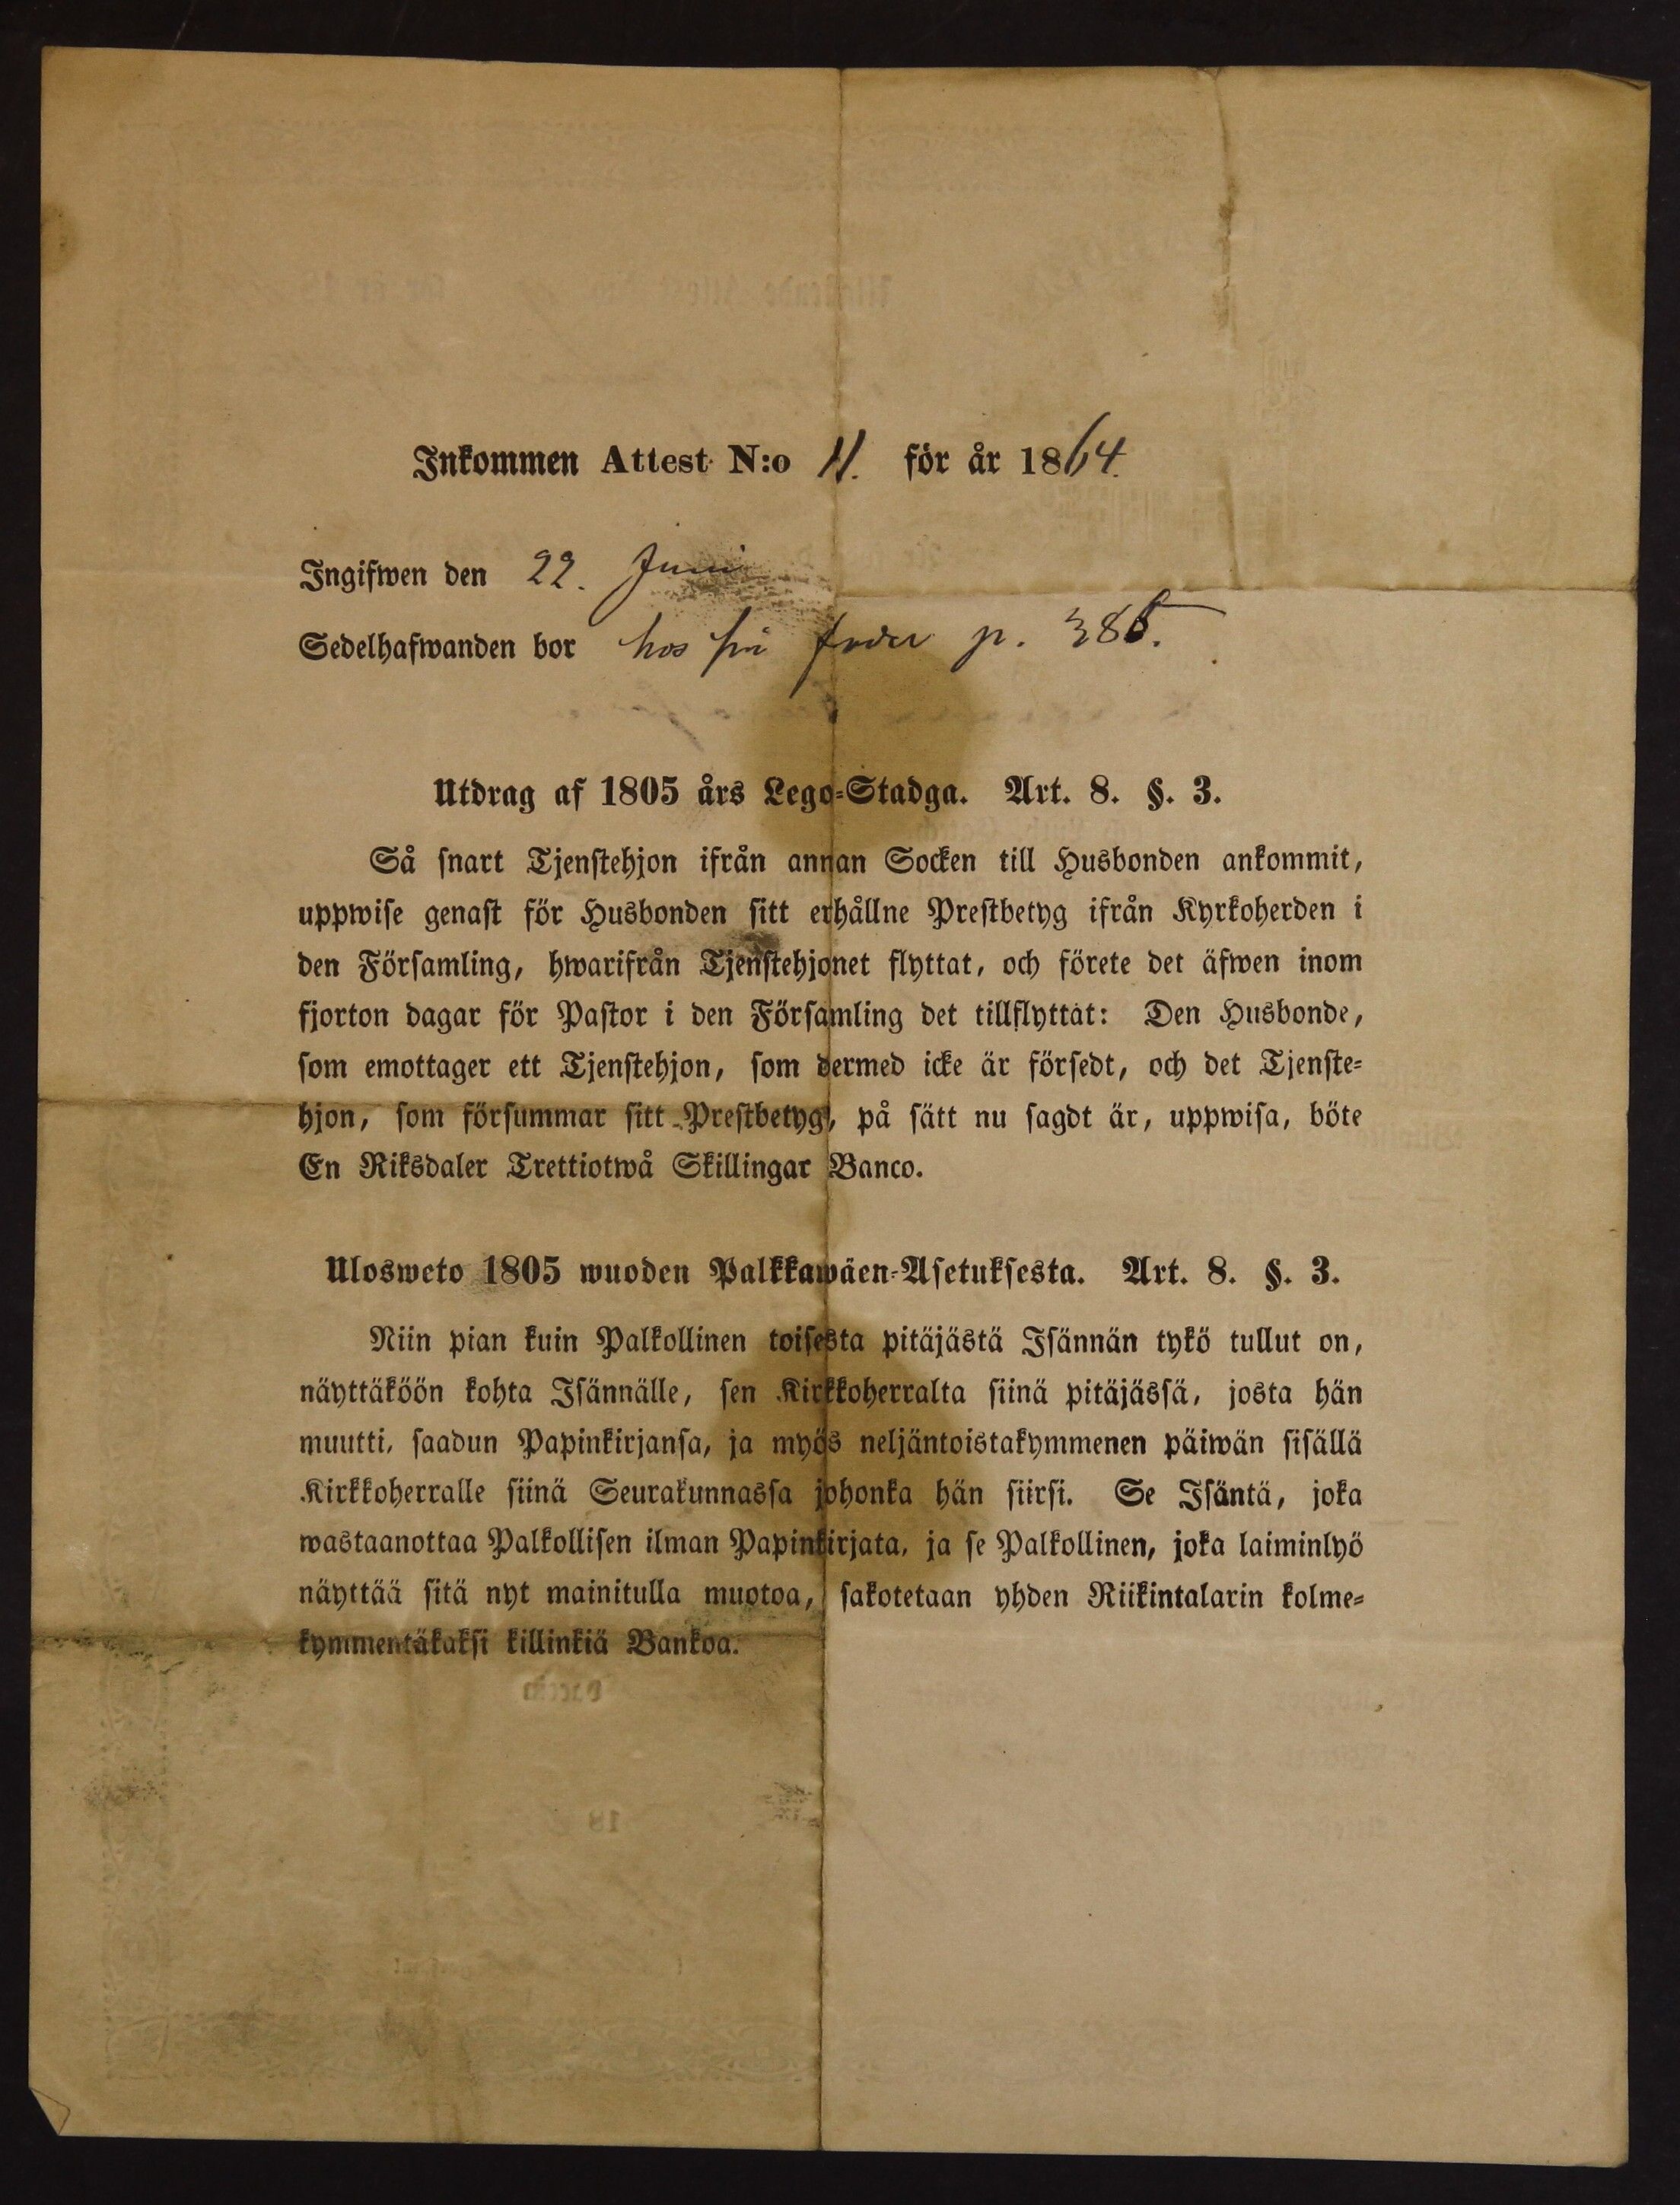 Inkommen Attest N:o 11. för år 1864.
Ingifwen den 22. Juni
Sedelhafwanden bor hos sin fader p. 385.
Utdrag af 1805 års Lego-Stadga. Art. 8. §. 3.
Så snart Tjenstehjon ifrån annan Socken till Husbonden ankommit,
uppwise genast för Husbonden sitt erhållne Prestbetyg ifrån Kyrkoherden i
den Församling, hwarifrån Tjenstehjonet flyttat, och förete det äfwen inom
fjorton dagar för Pastor i den Församling det tillflyttat: Den Husbonde,
som emottager ett Tjenstehjon, som dermed icke är försedt, och det Tjenste-
hjon, som försummar sitt Prestbetyg, på sätt nu sagdt är, uppwisa, böte
En Riksdaler Trettiotwå Skillingar Banco.
Ulosweto 1805 wuoden Palkkawäen-Asetuksesta. Art. 8. §. 3.
Niin pian kuin Palkollinen toisesta pitäjästä Isännän tykö tullut on,
näyttäköön kohta Isännälle, sen Kirkkoherralta siinä pitäjässä, josta hän
muutti, saadun Papinkirjansa, ja myös neljäntoistakymmenen päiwän sisällä
Kirkkoherralle siinä Seurakunnassa johonka hän siirsi. Se Isäntä, joka
wastaanottaa Palkollisen ilman Papinkirjata, ja se Palkollinen, joka laiminlyö
näyttää sitä nyt mainitulla muotoa, sakotetaan yhden Riikintalarin kolme-
kymmentäkaksi killinkiä Bankoa.